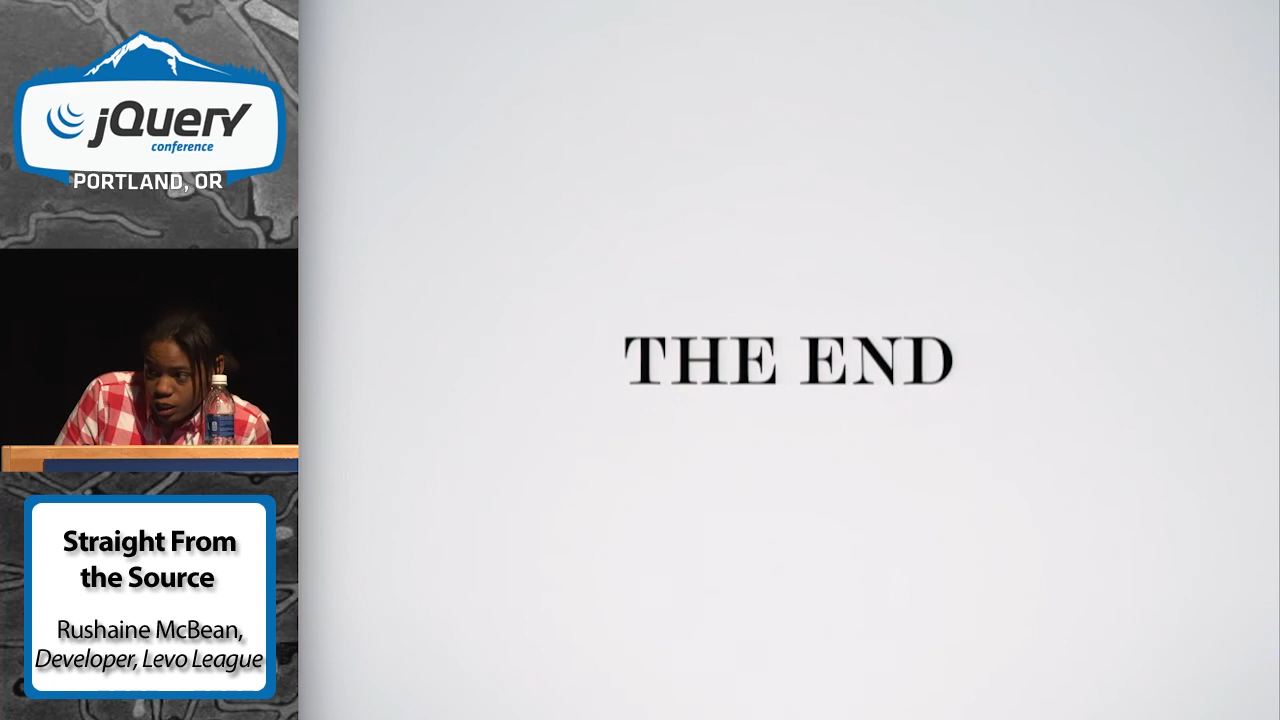 jQuery
conference
PORTLAND, OR
THE END
Straight From
the Source
Rushaine McBean,
Developer, Levo League